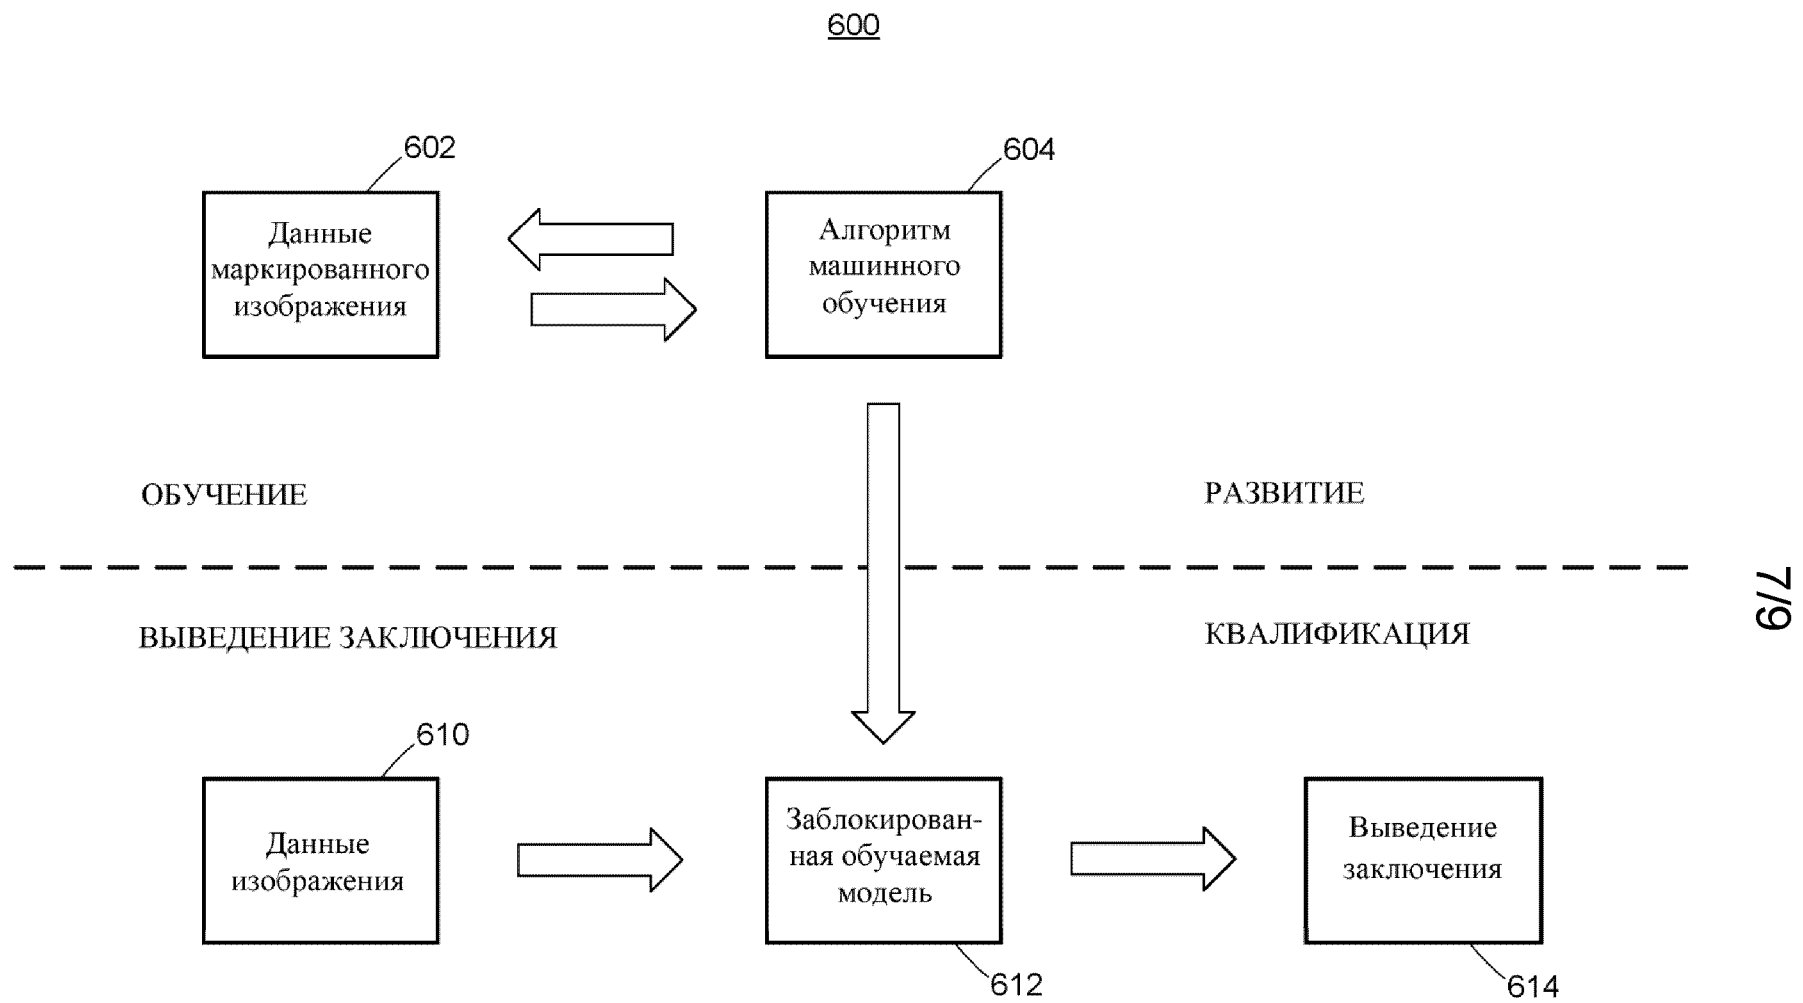 600
602
604
Данные
маркированного
изображения
Алгоритм
машинного
обучения
ОБУЧЕНИЕ
РАЗВИТИЕ
7/9
ВЫВЕДЕНИЕ ЗАКЛЮЧЕНИЯ
КВАЛИФИКАЦИЯ
610
Данные
изображения
Заблокирован-
ная обучаемая
модель
Выведение
заключения
612
614